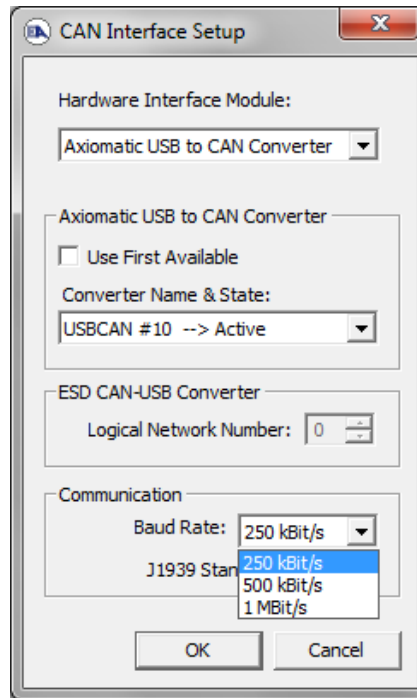 CAN Interface Setup
Hardware Interface Module:
Axiomatic USB to CAN Converter
Axiomatic USB to CAN Converter
Use First Available
Converter Name & State:
USBCAN #10 --> Active
ESD CAN-USB Converter
Logical Network Number: 0
Communication
Baud Rate: 250 kBit/s
250 kBit/s
J1939 Stan
500 kBit/s
1 MBit/s
OK Cancel